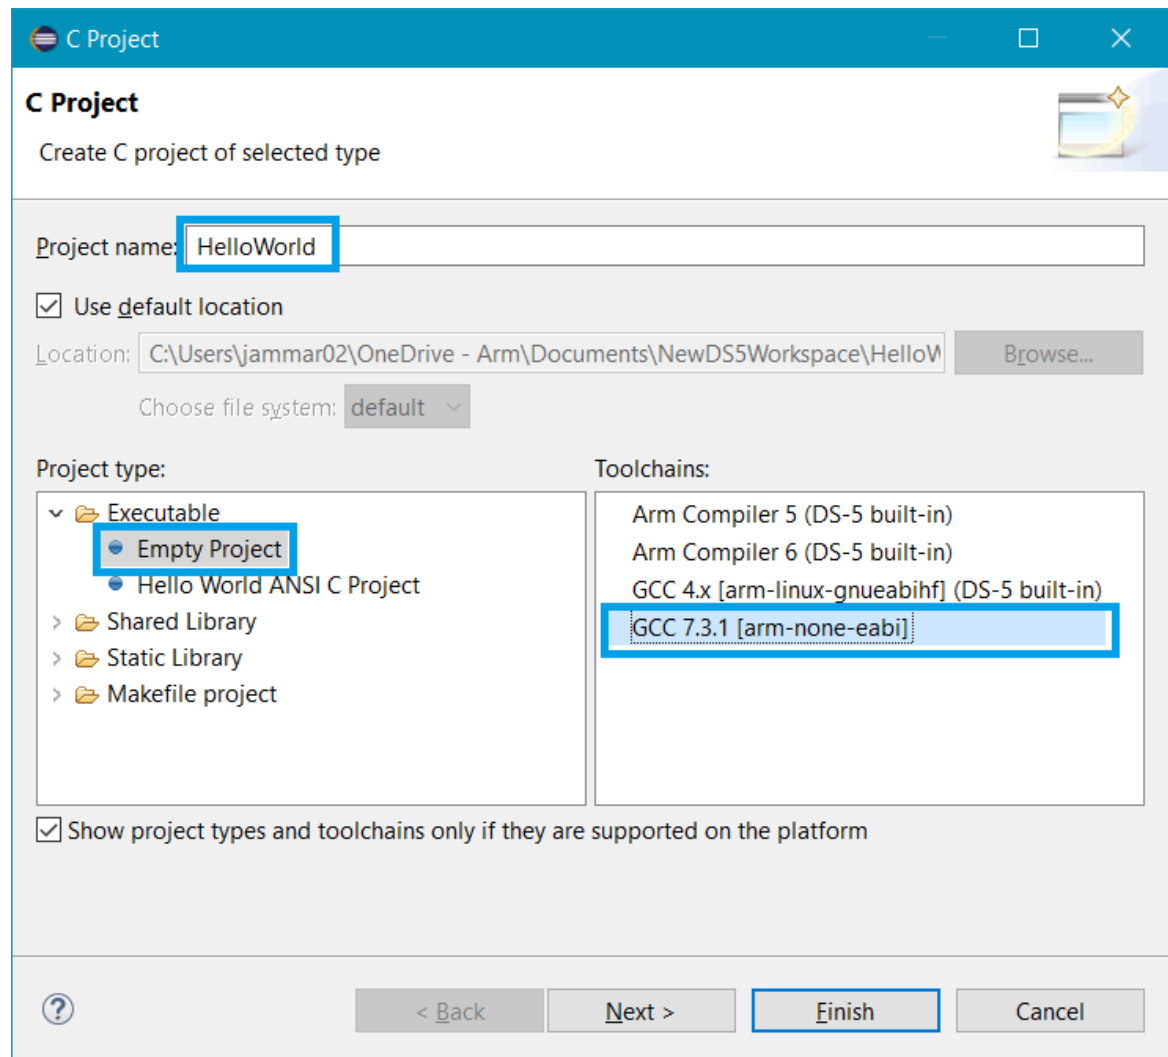 C Project
C Project
Create C project of selected type
Project name: HelloWorld
Use default location
Location: C:\Users\jammar02\OneDrive - Arm\Documents\NewDS5Workspace\HelloW Browse...
Choose file system: default
Project type: Toolchains:
Executable
Empty Project
Hello World ANSI C Project
Shared Library
Static Library
Makefile project
Arm Compiler 5 (DS-5 built-in)
Arm Compiler 6 (DS-5 built-in)
GCC 4.x [arm-linux-gnueabihf] (DS-5 built-in)
GCC 7.3.1 [arm-none-eabi]
Show project types and toolchains only if they are supported on the platform
? < Back Next > Finish Cancel